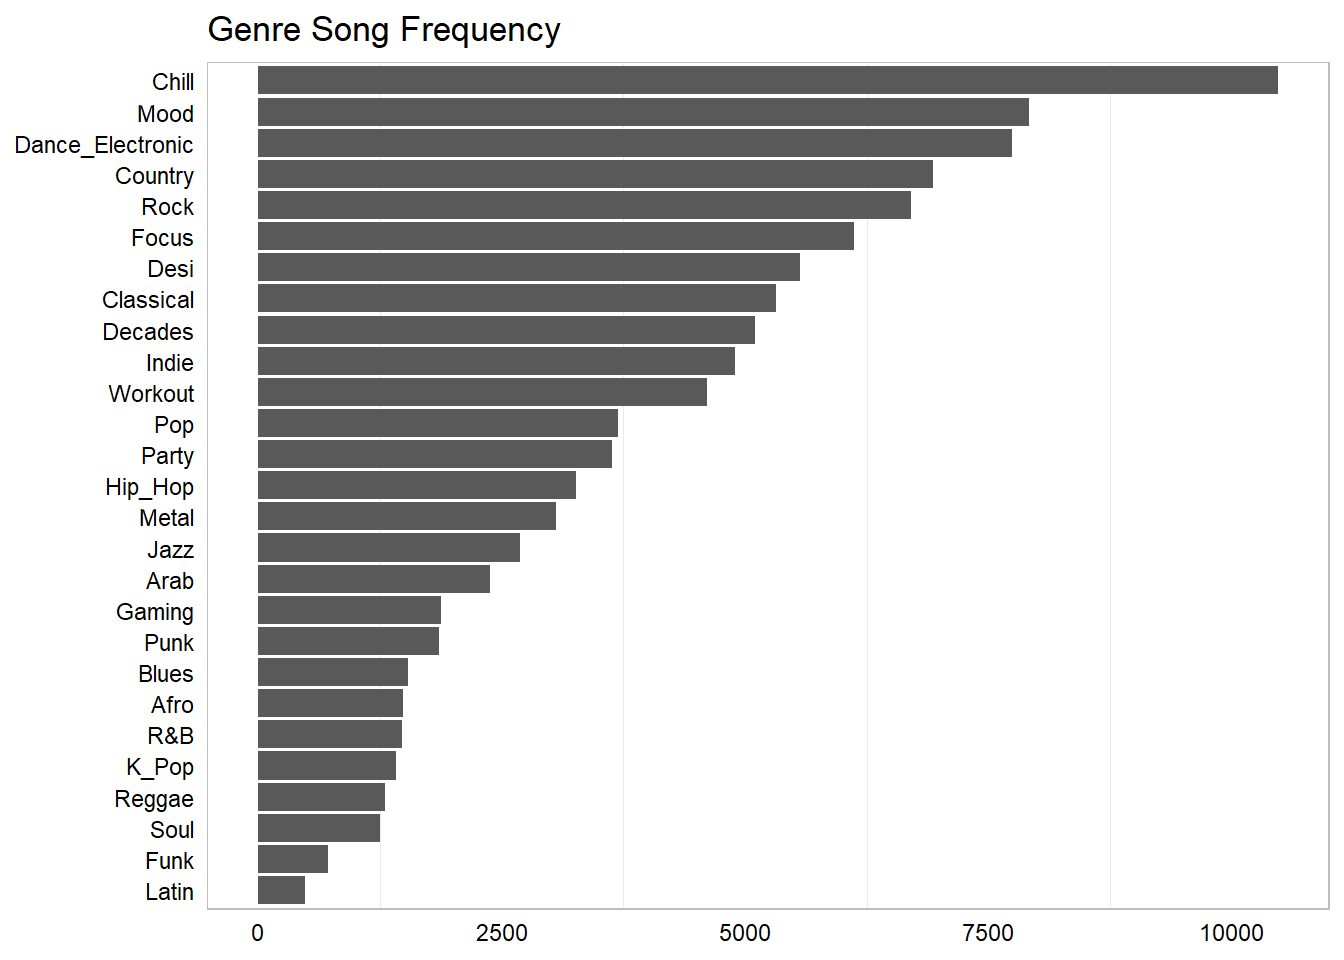 Genre Song Frequency
Chill
Mood
Dance_Electronic
Country
Rock
Focus
Desi
Classical
Decades
Indie
Workout
Pop
Party
Hip_Hop
Metal
Jazz
Arab
Gaming
Punk
Blues
Afro
R&B
K_Pop
Reggae
Soul
Funk
Latin
0 2500 5000 7500 10000